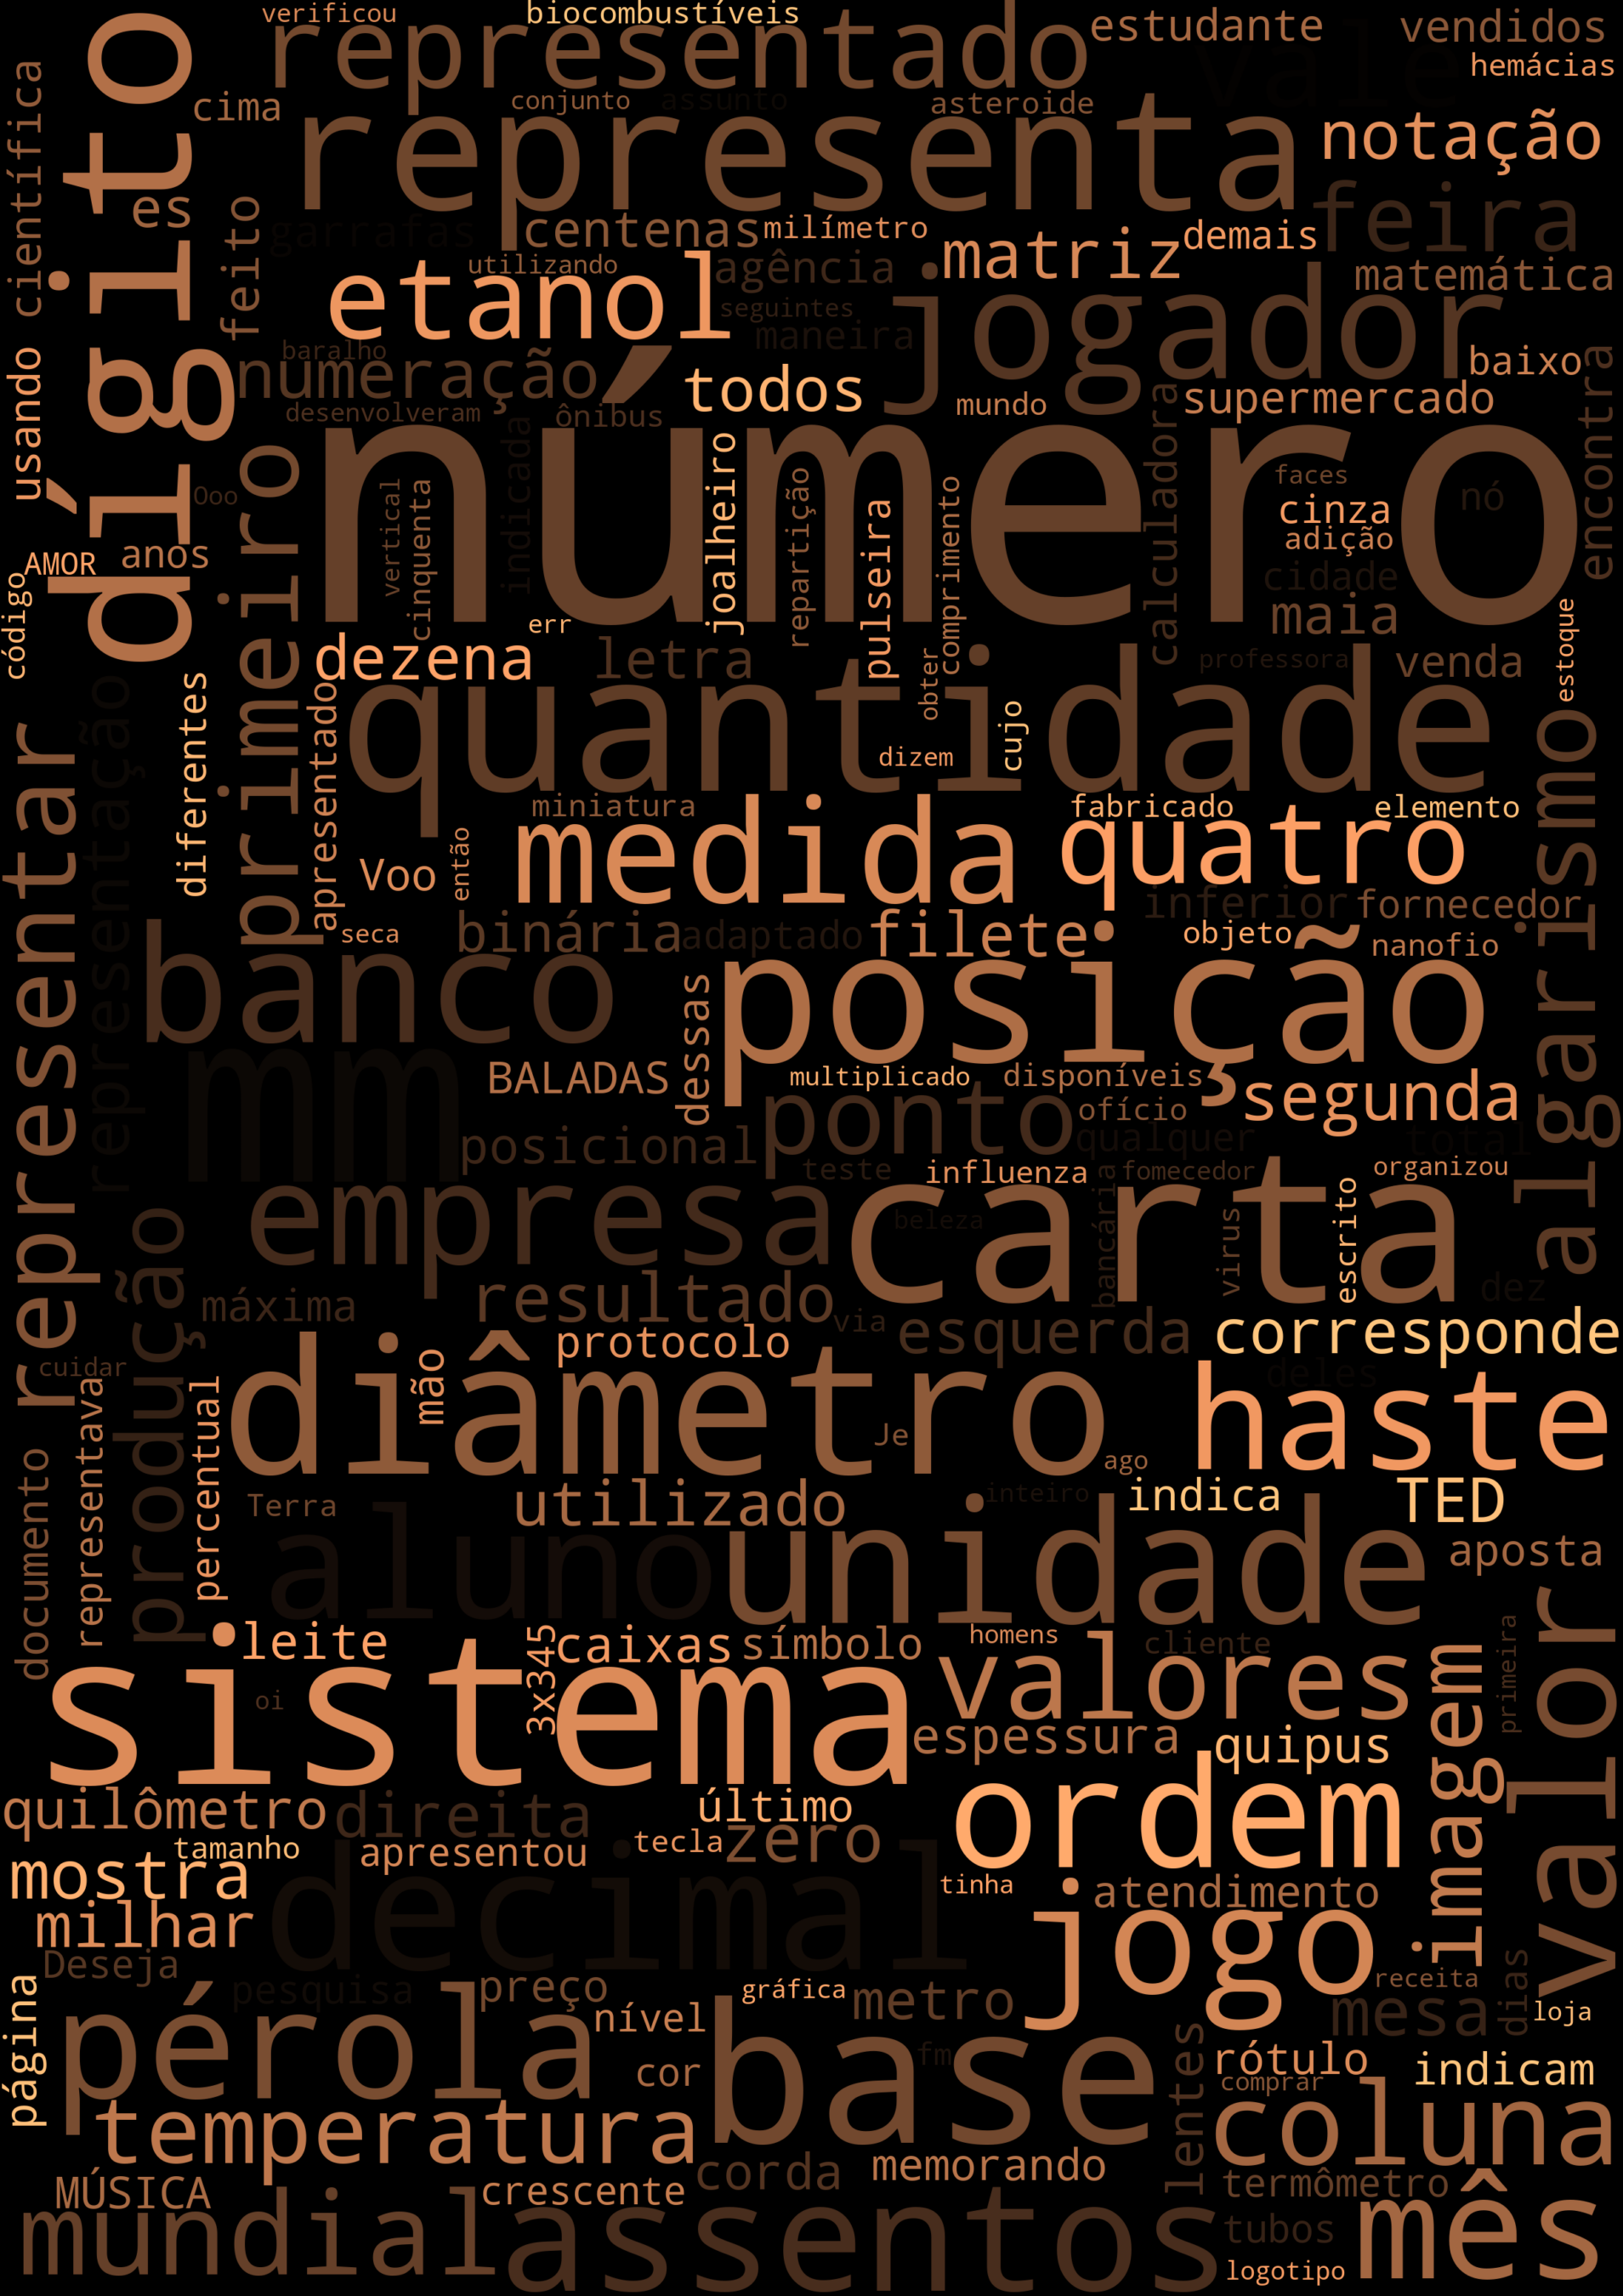 verificou
biocombustíveis
representado
estudante
vendidos
vale
hemácias
cima
conjunto
assunto
asteroide
representa
notação
dígito
usando
científica
es
feito
garrafas
centenas
milímetro
matriz
demais
feira
etanol
utilizando
agência
seguintes
maneira
jogador
matemática
baralho
numeração
todos
mundo
baixo
supermercado
desenvolveram
ônibus
número
encontra
calculadora
indicada
primeiro
Ooo
vertical
cinquenta
joalheiro
repartição
pulseira
comprimento
faces
cinza
nó
adição
AMOR
anos
código
cidade
maia
err
dezena
letra
obter
professora
venda
estoque
quantidade
diferentes
apresentado
representação
representar
dizem
cujo
algarismo
miniatura
medida
fabricado
quatro
elemento
Voo
então
seca
binária
adaptado
filete
inferior
fornecedor
objeto
nanofio
banco
posição
dessas
mm
BALADAS
multiplicado
disponíveis
ofício
segunda
ponto
qualquer
total
posicional
teste
influenza
fomecedor
organizou
empresa
carta
beleza
bancária
virus
escrito
dez
produção
máxima
resultado
via
esquerda
corresponde
protocolo
deles
cuidar
diâmetro
mão
haste
representava
percentual
documento
Je
ago
Terra
utilizado
inteiro
indica
TED
aluno
unidade
aposta
leite
3x345
caixas
símbolo
homens
cliente
valores
imagem
primeira
valor
sistema
oi
espessura
quipus
quilômetro
direita
último
ordem
tamanho
apresentou
tecla
zero
mostra
tinha
atendimento
milhar
decimal
jogo
Deseja
pesquisa
preço
gráfica
metro
receita
mesa
dias
loja
página
pérola
nível
base
fm
cor
lentes
rótulo
comprar
indicam
temperatura
coluna
MÚSICA
crescente
corda
memorando
termômetro
mundial
assentos
tubos
mês
logotipo